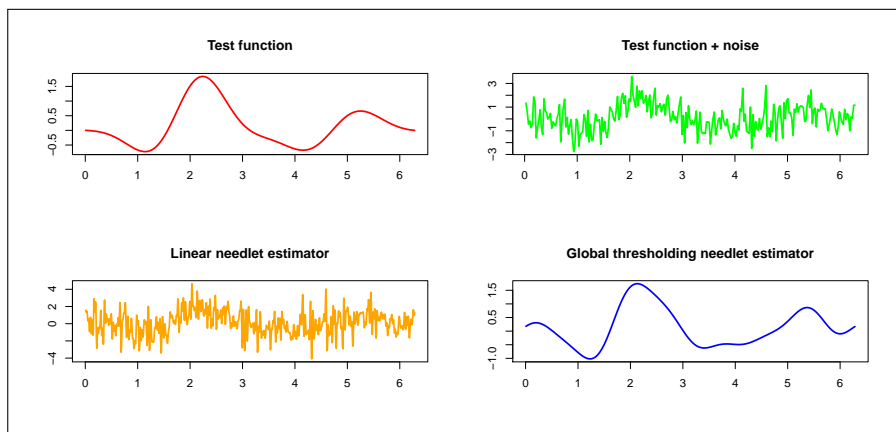 Test function
1.5
0.5
-0.5
0 1 2 3 4 5 6
Test function + noise
3
1
−1
−3
0 1 2 3 4 5 6
Linear needlet estimator
4
2
0
−4
0 1 2 3 4 5 6
Global thresholding needlet estimator
1.5
0.5
−1.0
0 1 2 3 4 5 6